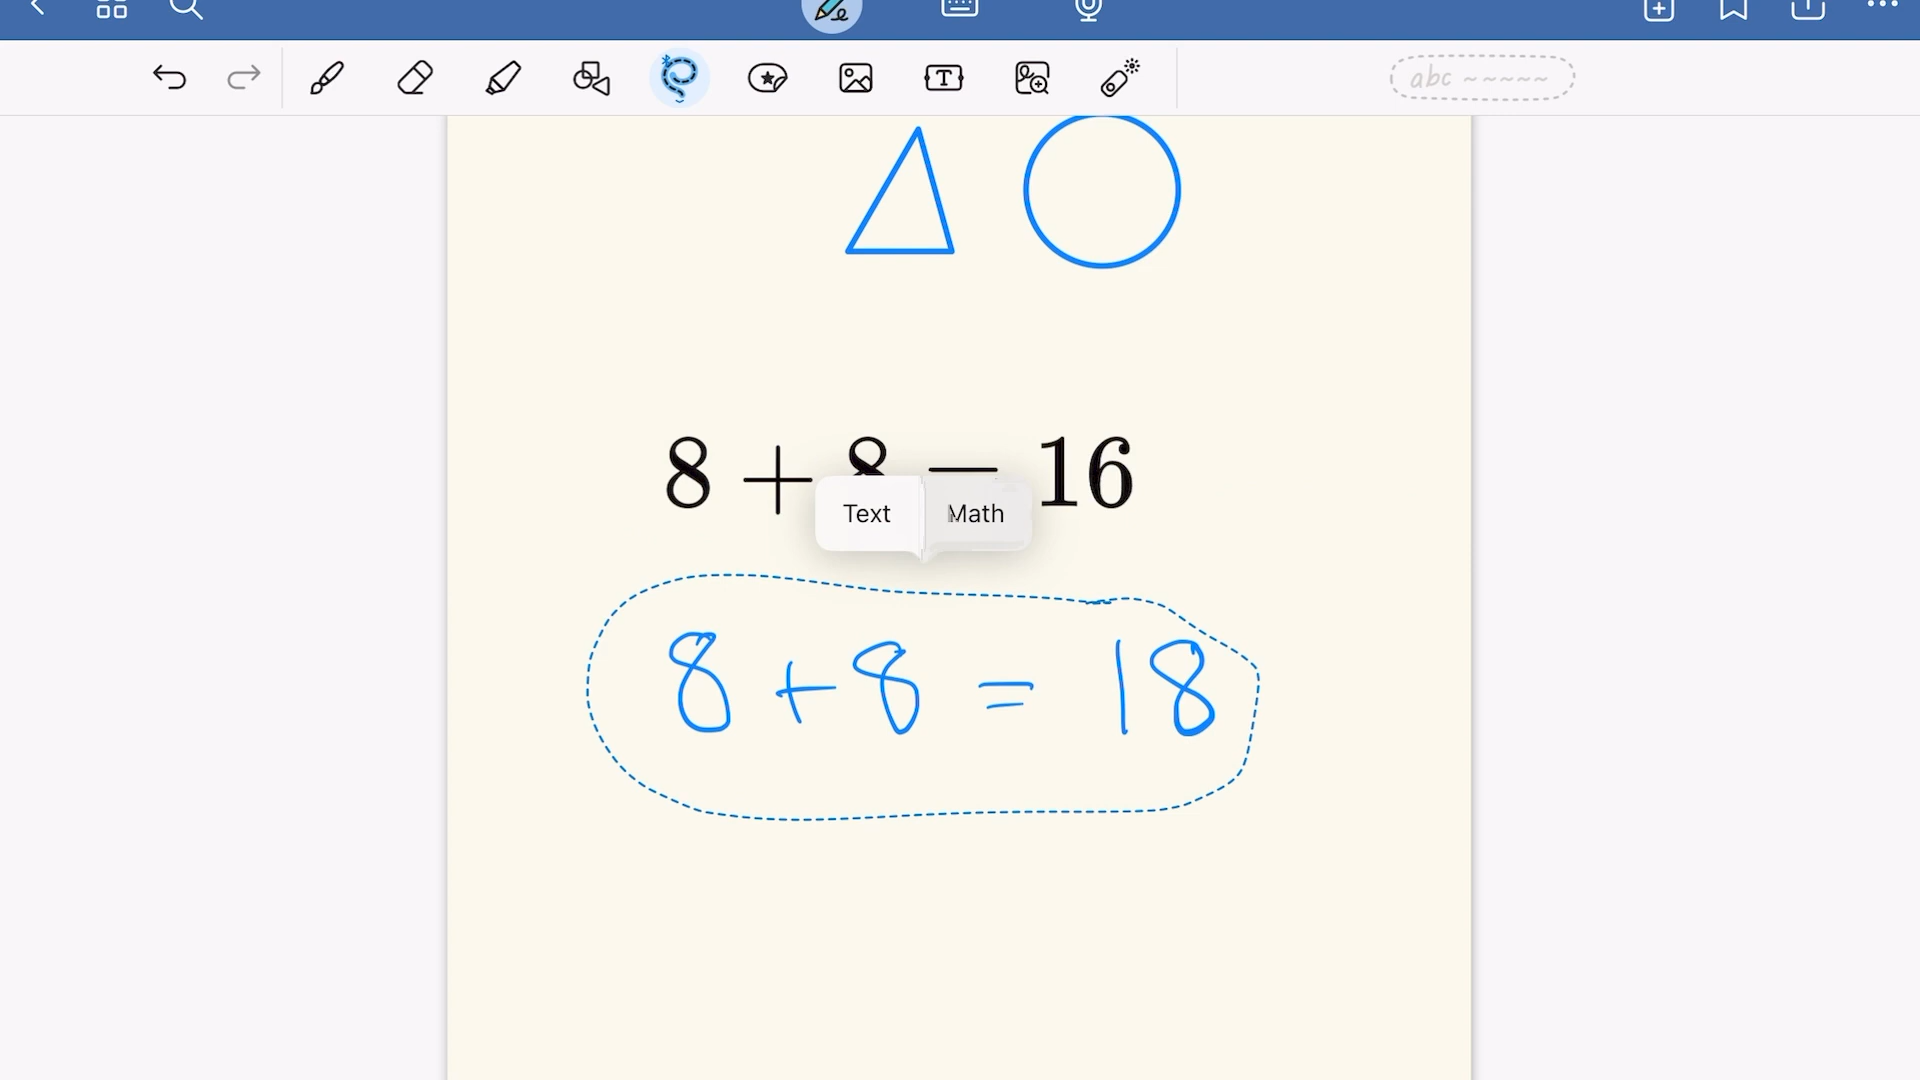 abc
8 + 8 = 16
Text Math
8 + 8 = 18